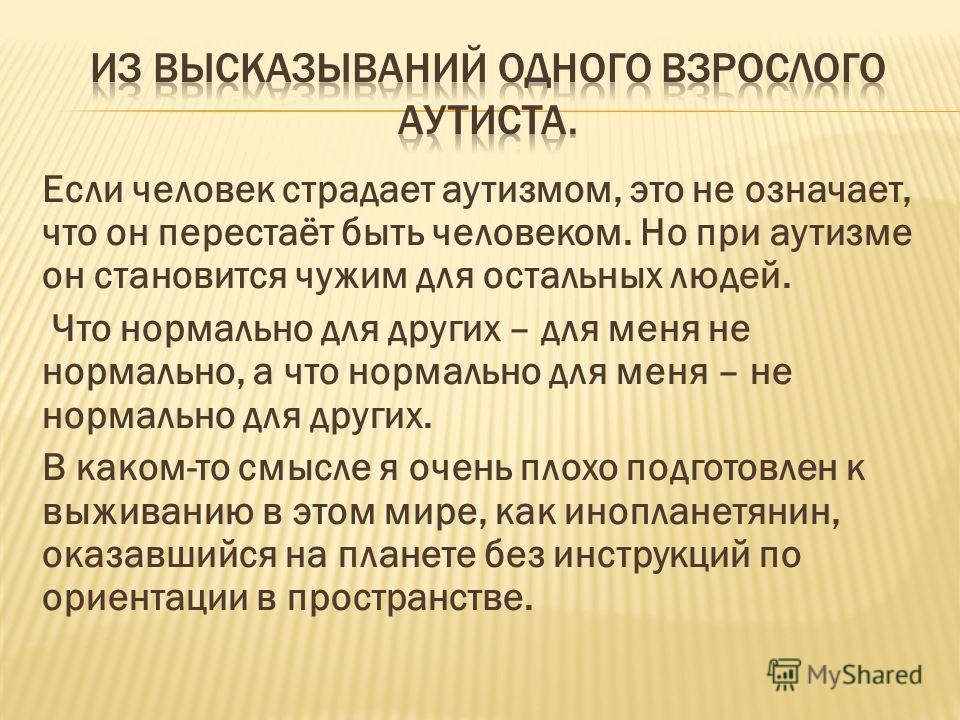 ИЗ ВЫСКАЗЫВАНИЙ ОДНОГО ВЗРОСЛОГО
АУТИСТА.
Если человек страдает аутизмом, это не означает,
что он перестаёт быть человеком. Но при аутизме
он становится чужим для остальных людей.
Что нормально для других – для меня не
нормально, а что нормально для меня – не
нормально для других.
В каком-то смысле я очень плохо подготовлен к
выживанию в этом мире, как инопланетянин,
оказавшийся на планете без инструкций по
ориентации в пространстве.
MyShared